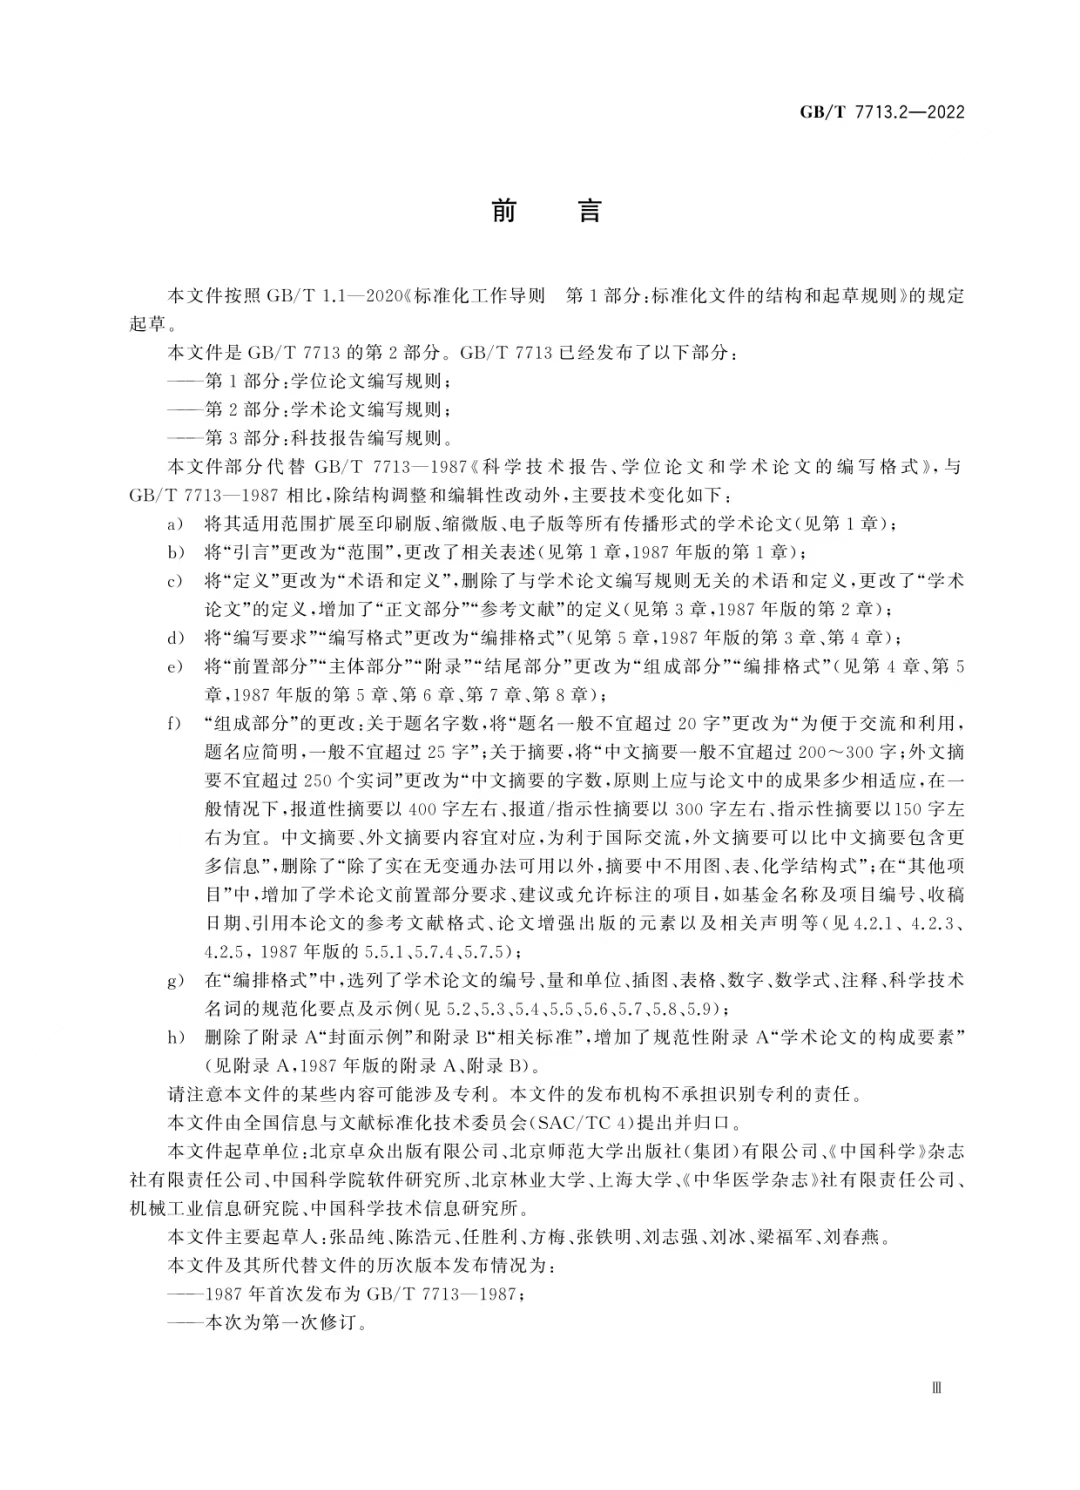 GB/T 7713.2—2022
前　　言
本文件按照 GB/T 1.1—2020《标准化工作导则　第 1 部分:标准化文件的结构和起草规则》的规定
起草。
本文件是 GB/T 7713 的第 2 部分。GB/T 7713 已经发布了以下部分:
——第 1 部分:学位论文编写规则;
——第 2 部分:学术论文编写规则;
——第 3 部分:科技报告编写规则。
本文件部分代替 GB/T 7713—1987《科学技术报告、学位论文和学术论文的编写格式》,与
GB/T 7713—1987 相比,除结构调整和编辑性改动外,主要技术变化如下:
a) 将其适用范围扩展至印刷版、缩微版、电子版等所有传播形式的学术论文(见第 1 章);
b) 将“引言”更改为“范围”,更改了相关表述(见第 1 章,1987 年版的第 1 章);
c) 将“定义”更改为“术语和定义”,删除了与学术论文编写规则无关的术语和定义,更改了“学术
论文”的定义,增加了“正文部分”“参考文献”的定义(见第 3 章,1987 年版的第 2 章);
d) 将“编写要求”“编写格式”更改为“编排格式”(见第 5 章,1987 年版的第 3 章、第 4 章);
e) 将“前置部分”“主体部分”“附录”“结尾部分”更改为“组成部分”“编排格式”(见第 4 章、第 5
章,1987 年版的第 5 章、第 6 章、第 7 章、第 8 章);
f) “组成部分”的更改:关于题名字数,将“题名一般不宜超过 20 字”更改为“为便于交流和利用,
题名应简明,一般不宜超过 25 字”;关于摘要,将“中文摘要一般不宜超过 200～300 字;外文摘
要不宜超过 250 个实词”更改为“中文摘要的字数,原则上应与论文中的成果多少相适应,在一
般情况下,报道性摘要以 400 字左右、报道/指示性摘要以 300 字左右、指示性摘要以150 字左
右为宜。中文摘要、外文摘要内容宜对应,为利于国际交流,外文摘要可以比中文摘要包含更
多信息”,删除了“除了实在无变通办法可用以外,摘要中不用图、表、化学结构式”;在“其他项
目”中,增加了学术论文前置部分要求、建议或允许标注的项目,如基金名称及项目编号、收稿
日期、引用本论文的参考文献格式、论文增强出版的元素以及相关声明等(见 4.2.1、4.2.3、
4.2.5,1987 年版的 5.5.1、5.7.4、5.7.5);
g) 在“编排格式”中,选列了学术论文的编号、量和单位、插图、表格、数字、数学式、注释、科学技术
名词的规范化要点及示例(见 5.2、5.3、5.4、5.5、5.6、5.7、5.8、5.9);
h) 删除了附录 A“封面示例”和附录 B“相关标准”,增加了规范性附录 A“学术论文的构成要素”
(见附录 A,1987 年版的附录 A、附录 B)。
请注意本文件的某些内容可能涉及专利。本文件的发布机构不承担识别专利的责任。
本文件由全国信息与文献标准化技术委员会(SAC/TC 4)提出并归口。
本文件起草单位:北京卓众出版有限公司、北京师范大学出版社(集团)有限公司、《中国科学》杂志
社有限责任公司、中国科学院软件研究所、北京林业大学、上海大学、《中华医学杂志》社有限责任公司、
机械工业信息研究院、中国科学技术信息研究所。
本文件主要起草人:张品纯、陈浩元、任胜利、方梅、张铁明、刘志强、刘冰、梁福军、刘春燕。
本文件及其所代替文件的历次版本发布情况为:
——1987 年首次发布为 GB/T 7713—1987;
——本次为第一次修订。
Ⅲ